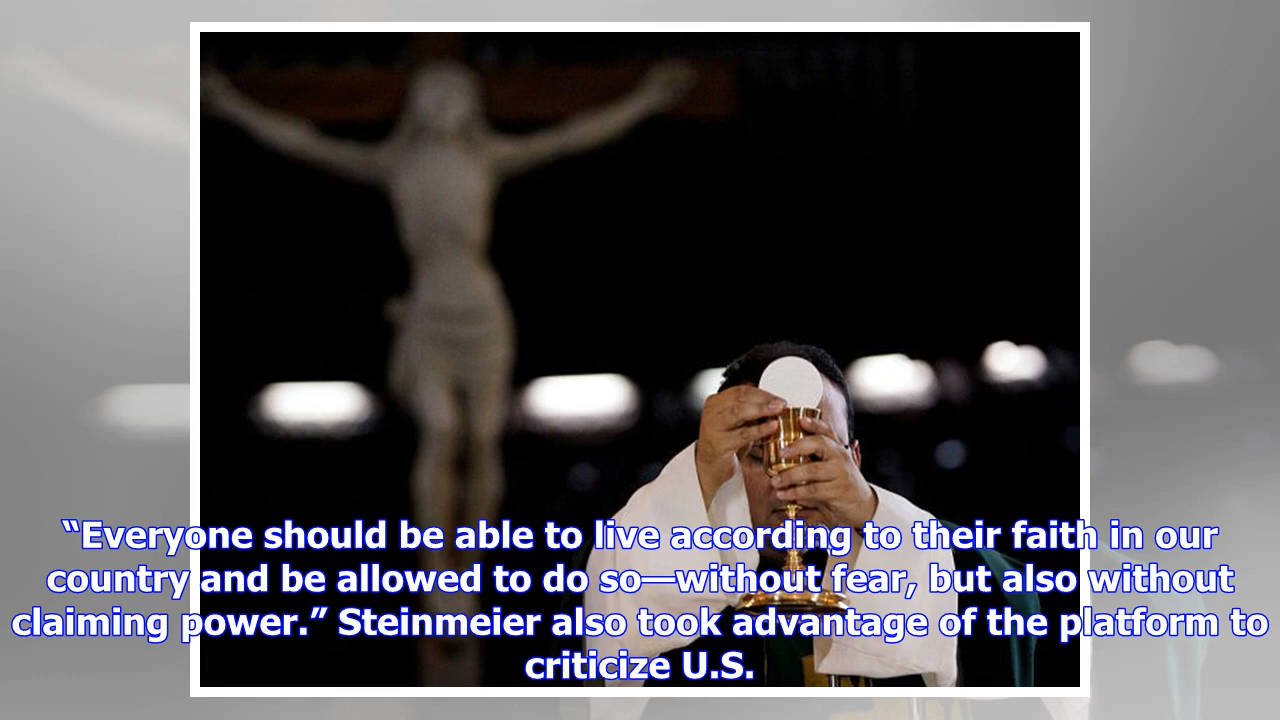 “Everyone should be able to live according to their faith in our
country and be allowed to do so—without fear, but also without
claiming power.” Steinmeier also took advantage of the platform to
criticize U.S.